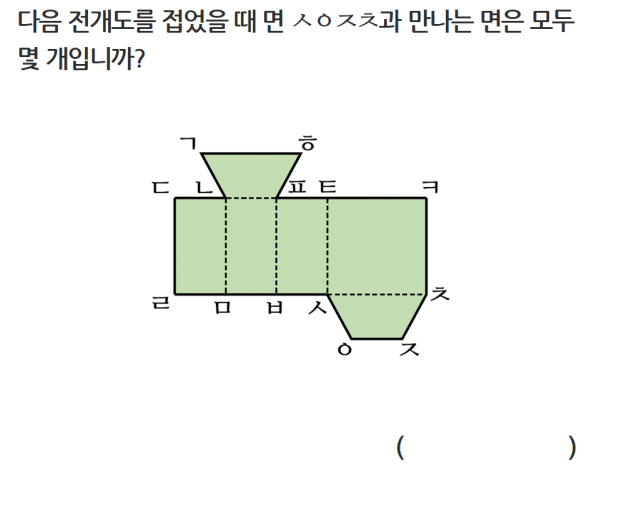 다음 전개도를 접었을 때 면 ㅅㅇㅈㅊ과 만나는 면은 모두
몇 개입니까?
ㄱ ㅎ
ㄷ ㄴ ㅍ ㅌ ㅋ
ㄹ ㅁ ㅂ ㅅ ㅊ
ㅇ ㅈ
( )